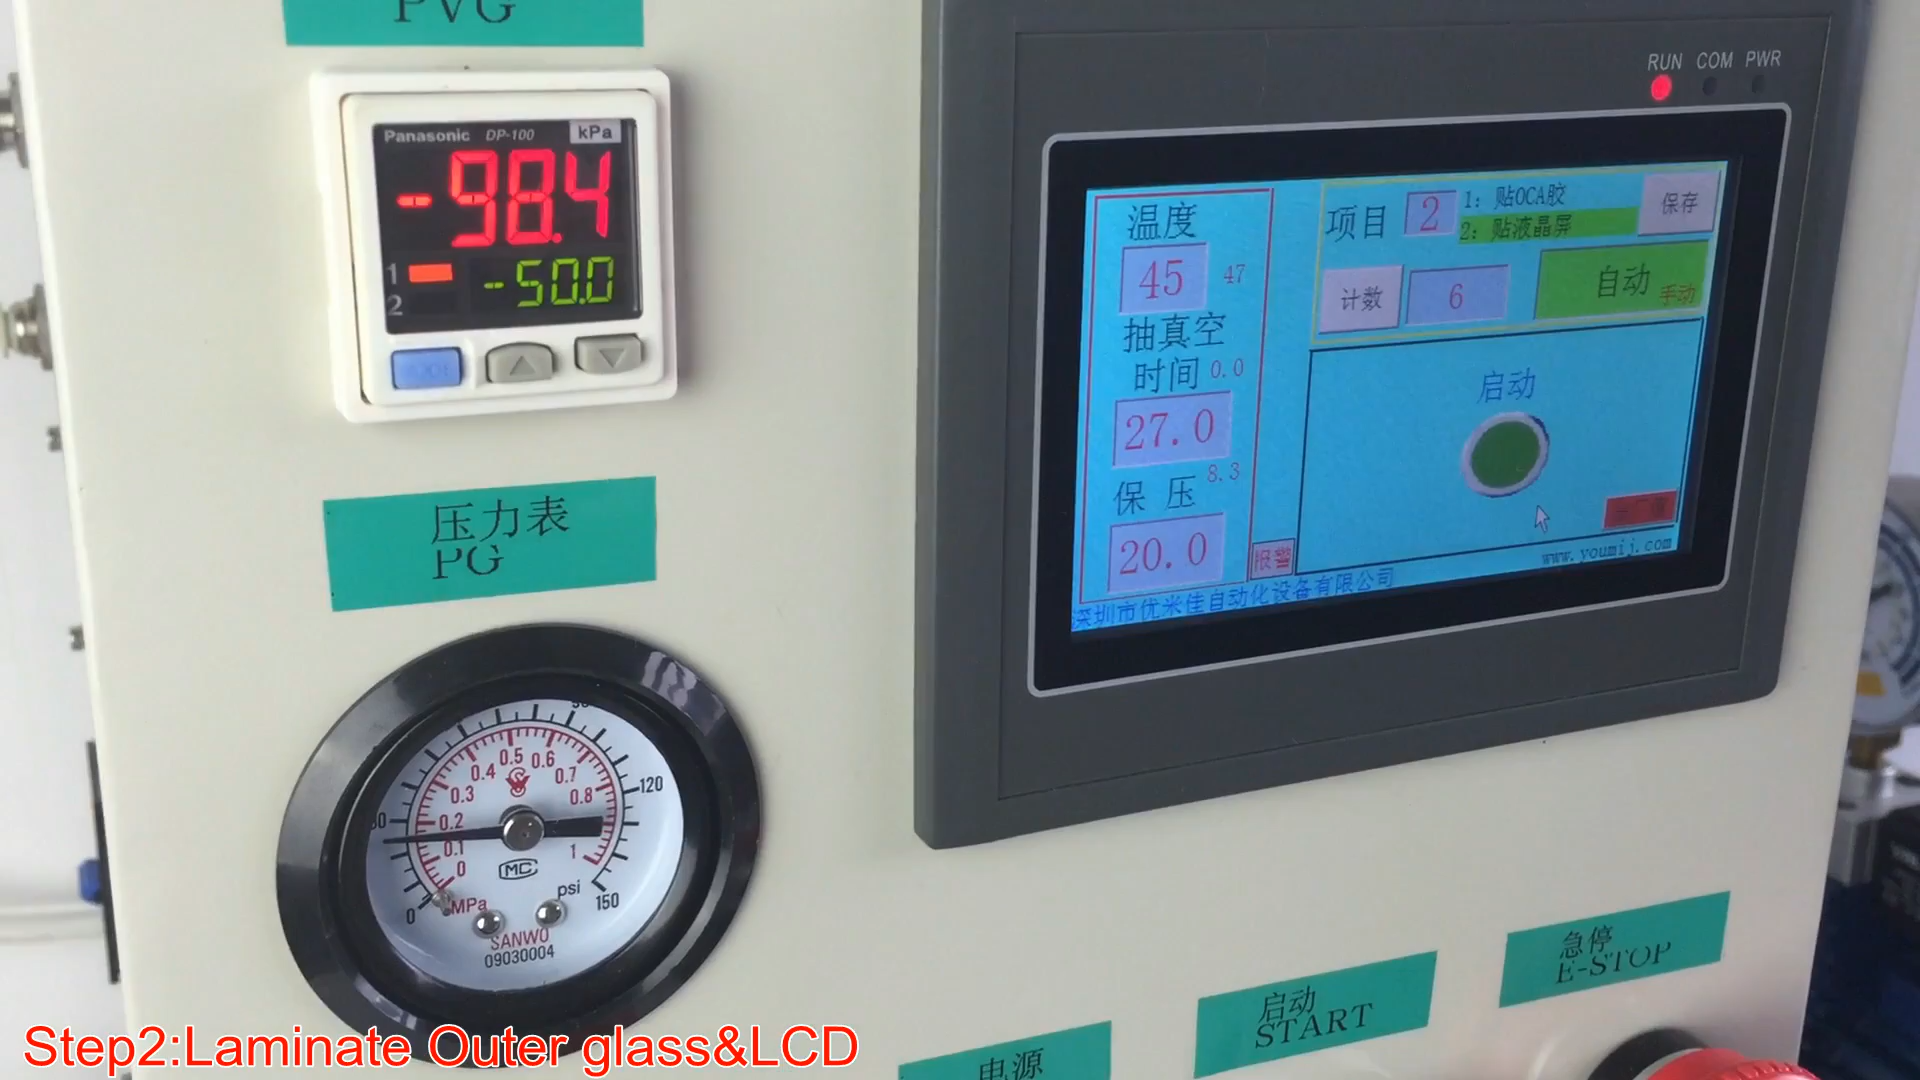 PVG
Panasonic DP-100 kPa
-98.4
1
-50.0
2
压力表
PG
0.5
0.4
0.6
0.3
0.7
0.2
0.8
0.1
0
1
120
150
0
MPa
psi
MC
SANWO
09030004
RUN COM PWR
温度
45 47
抽真空
时间 0.0
27.0
保压 8.3
20.0
报警
项目 2
1: 贴OCA胶
2: 贴液晶屏
保存
计数 6
自动 手动
启动
www.youmij.com
深圳市优米佳自动化设备有限公司
电源
启动
START
急停
E-STOP
Step2:Laminate Outer glass&LCD